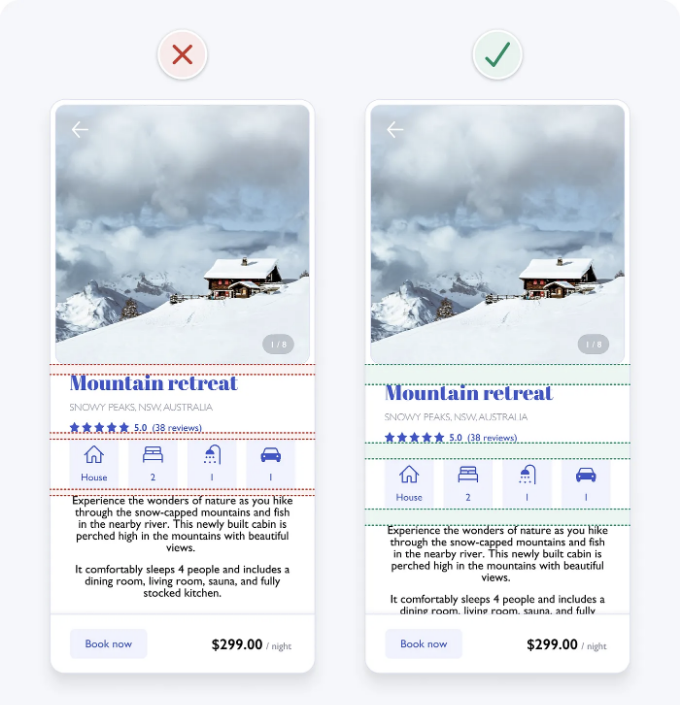 1 / 8
Mountain retreat
SNOWY PEAKS, NSW, AUSTRALIA
5.0 (38 reviews)
House
2
1
1
Experience the wonders of nature as you hike
through the snow-capped mountains and fish
in the nearby river. This newly built cabin is
perched high in the mountains with beautiful
views.
It comfortably sleeps 4 people and includes a
dining room, living room, sauna, and fully
stocked kitchen.
Book now
$299.00 / night
1 / 8
Mountain retreat
SNOWY PEAKS, NSW, AUSTRALIA
5.0 (38 reviews)
House
2
1
1
Experience the wonders of nature as you hike
through the snow-capped mountains and fish
in the nearby river. This newly built cabin is
perched high in the mountains with beautiful
views.
It comfortably sleeps 4 people and includes a
dining room, living room, sauna, and fully
Book now
$299.00 / night